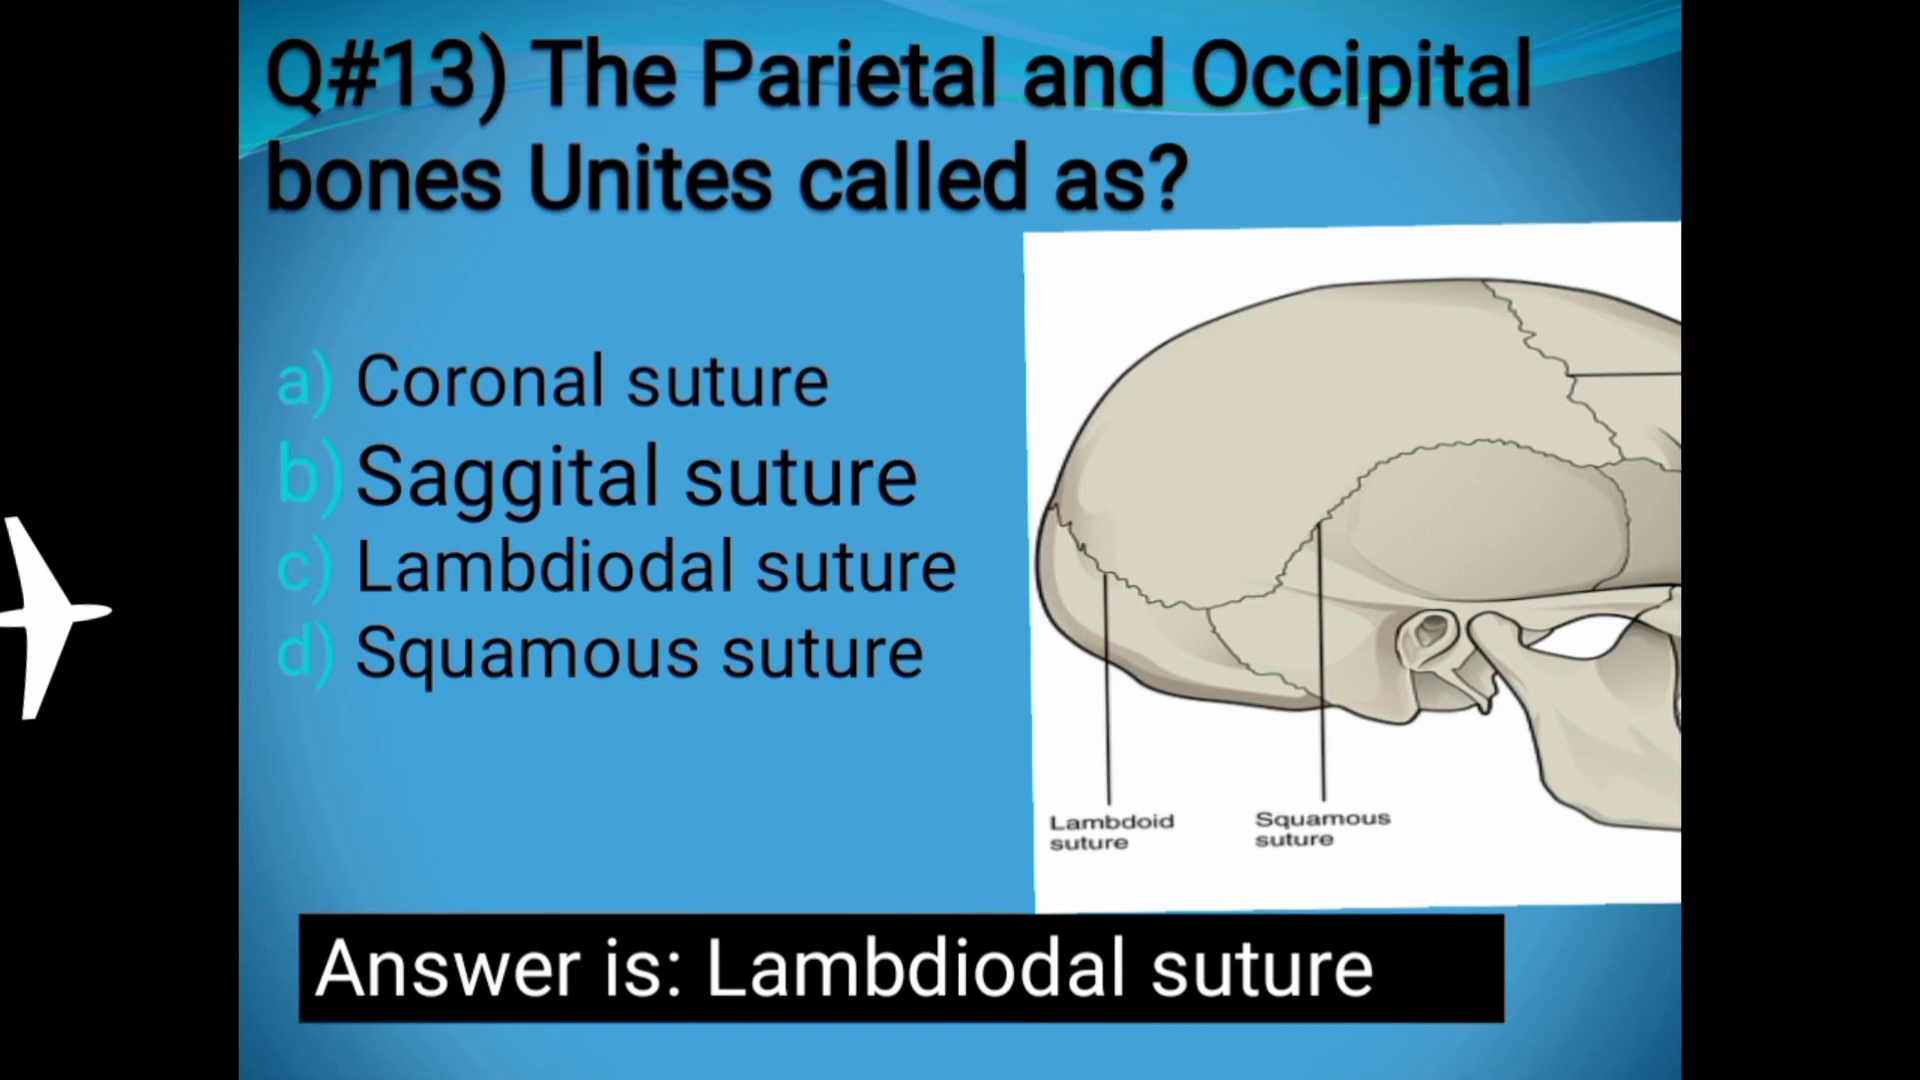 Q#13) The Parietal and Occipital
bones Unites called as?
a) Coronal suture
b) Saggital suture
c) Lambdiodal suture
d) Squamous suture
Lambdoid
suture
Squamous
suture
Answer is: Lambdiodal suture